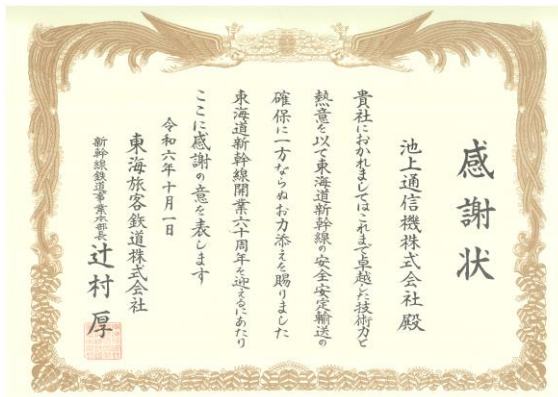 感謝状
池上通信機株式会社 殿
貴社におかれましてはこれまで卓越した技術力と
熱意を以て東海道新幹線の安全安定輸送の
確保に一方ならぬお力添えを賜りました
東海道新幹線開業六十周年を迎えるにあたり
ここに感謝の意を表します
令和六年十月一日
東海旅客鉄道株式会社
新幹線鉄道事業本部長 辻村 厚